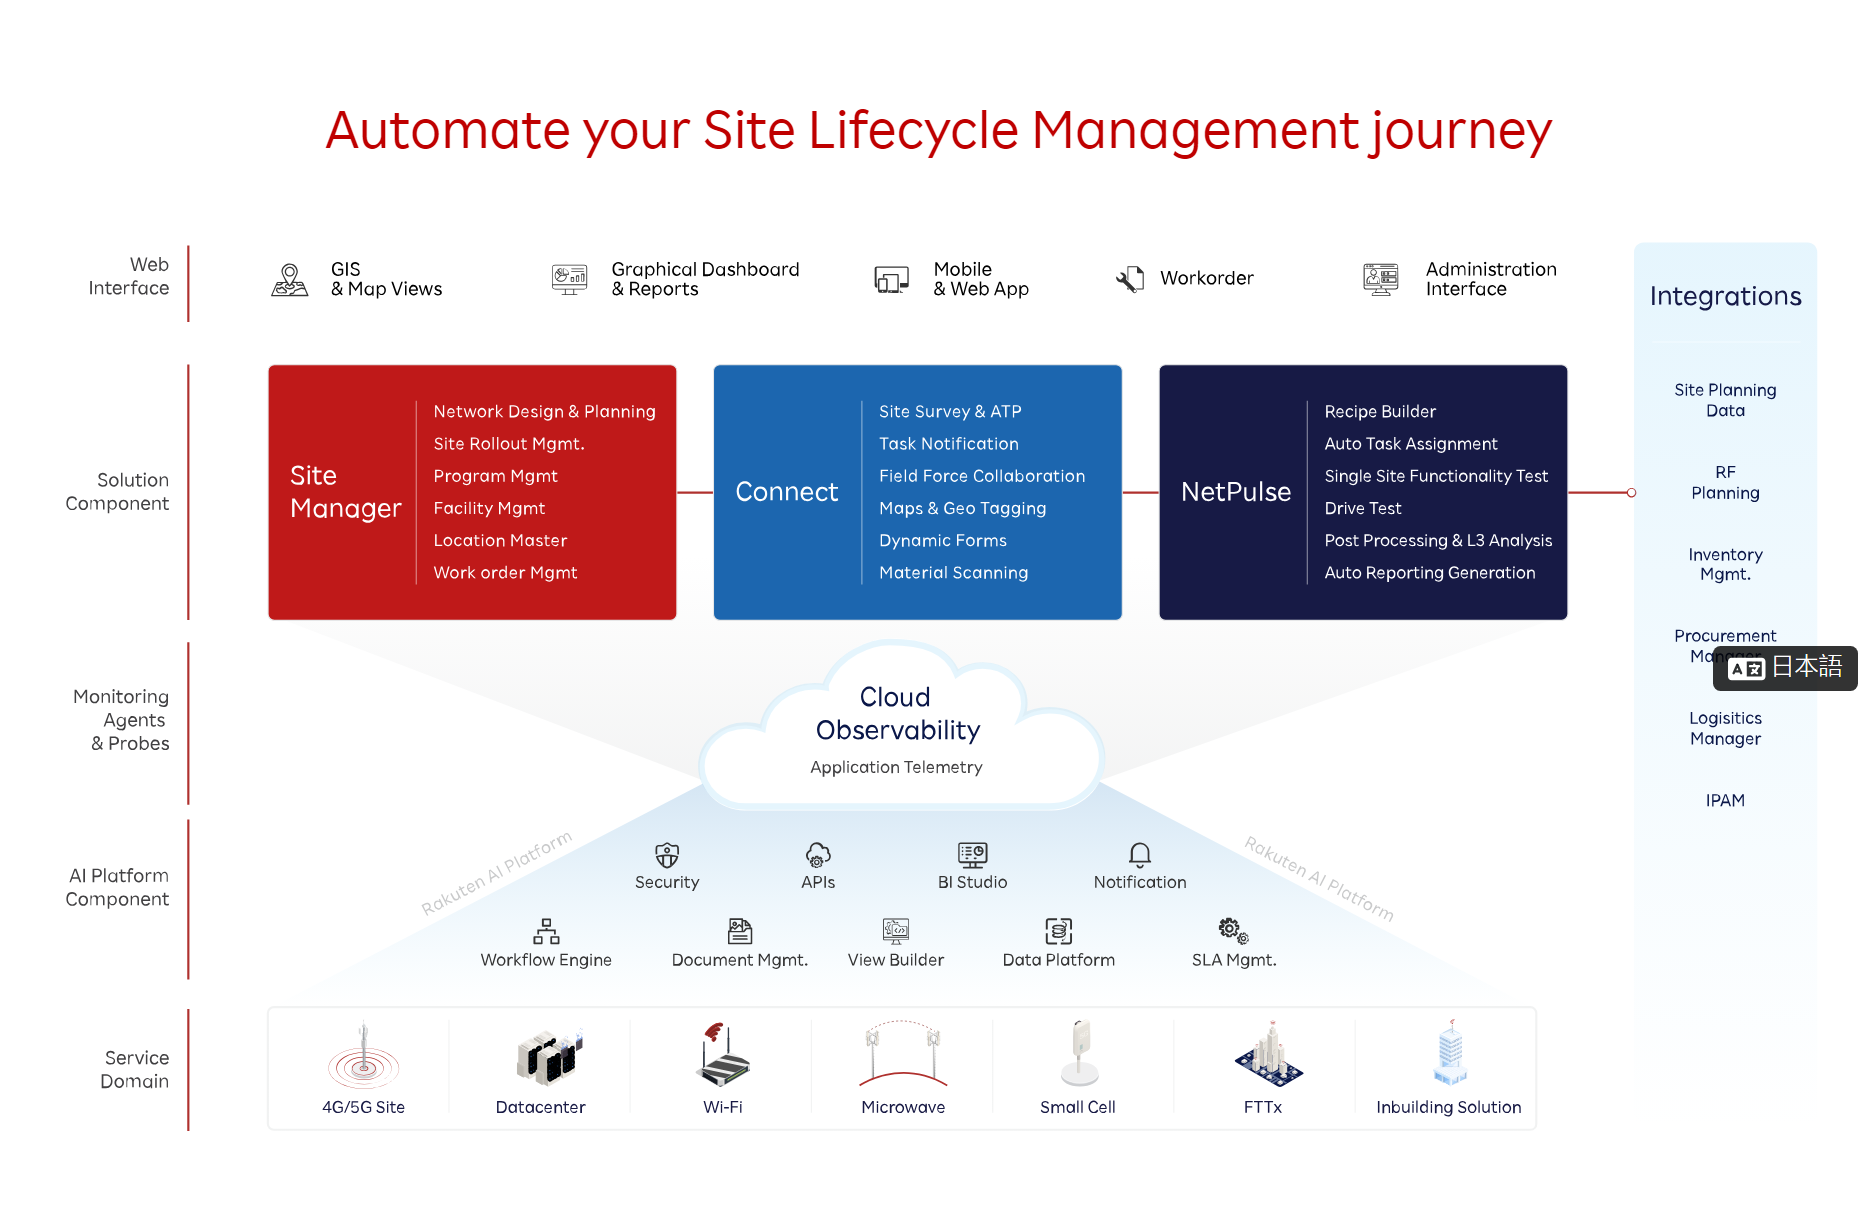 Automate your Site Lifecycle Management journey
Web
Interface
GIS
& Map Views
Graphical Dashboard
& Reports
Mobile
& Web App
Workorder
Administration
Interface
Solution
Component
Site
Manager
Network Design & Planning
Site Rollout Mgmt.
Program Mgmt
Facility Mgmt
Location Master
Work order Mgmt
Connect
Site Survey & ATP
Task Notification
Field Force Collaboration
Maps & Geo Tagging
Dynamic Forms
Material Scanning
NetPulse
Recipe Builder
Auto Task Assignment
Single Site Functionality Test
Drive Test
Post Processing & L3 Analysis
Auto Reporting Generation
Monitoring
Agents
& Probes
Cloud
Observability
Application Telemetry
AI Platform
Component
Rakuten AI Platform
Rakuten AI Platform
Security
APIs
BI Studio
Notification
Workflow Engine
Document Mgmt.
View Builder
Data Platform
SLA Mgmt.
Service
Domain
4G/5G Site
Datacenter
Wi-Fi
Microwave
Small Cell
FTTx
Inbuilding Solution
Integrations
Site Planning
Data
RF
Planning
Inventory
Mgmt.
Procurement
Manager
日本語
Logisitics
Manager
IPAM